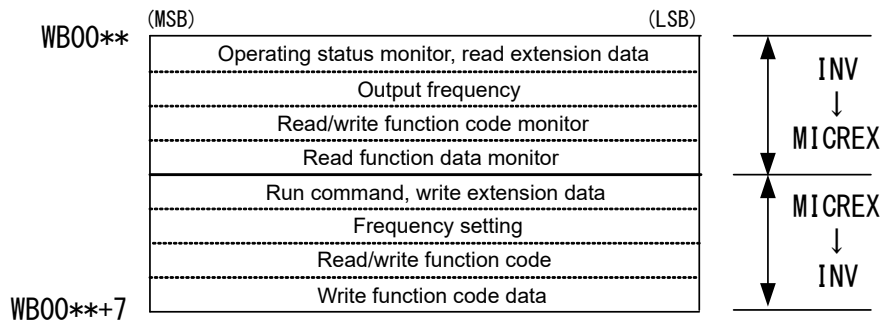 (MSB) (LSB)
WB00**
Operating status monitor, read extension data
Output frequency
Read/write function code monitor
Read function data monitor
INV
↓
MICREX
Run command, write extension data
Frequency setting
Read/write function code
Write function code data
MICREX
↓
INV
WB00**+7